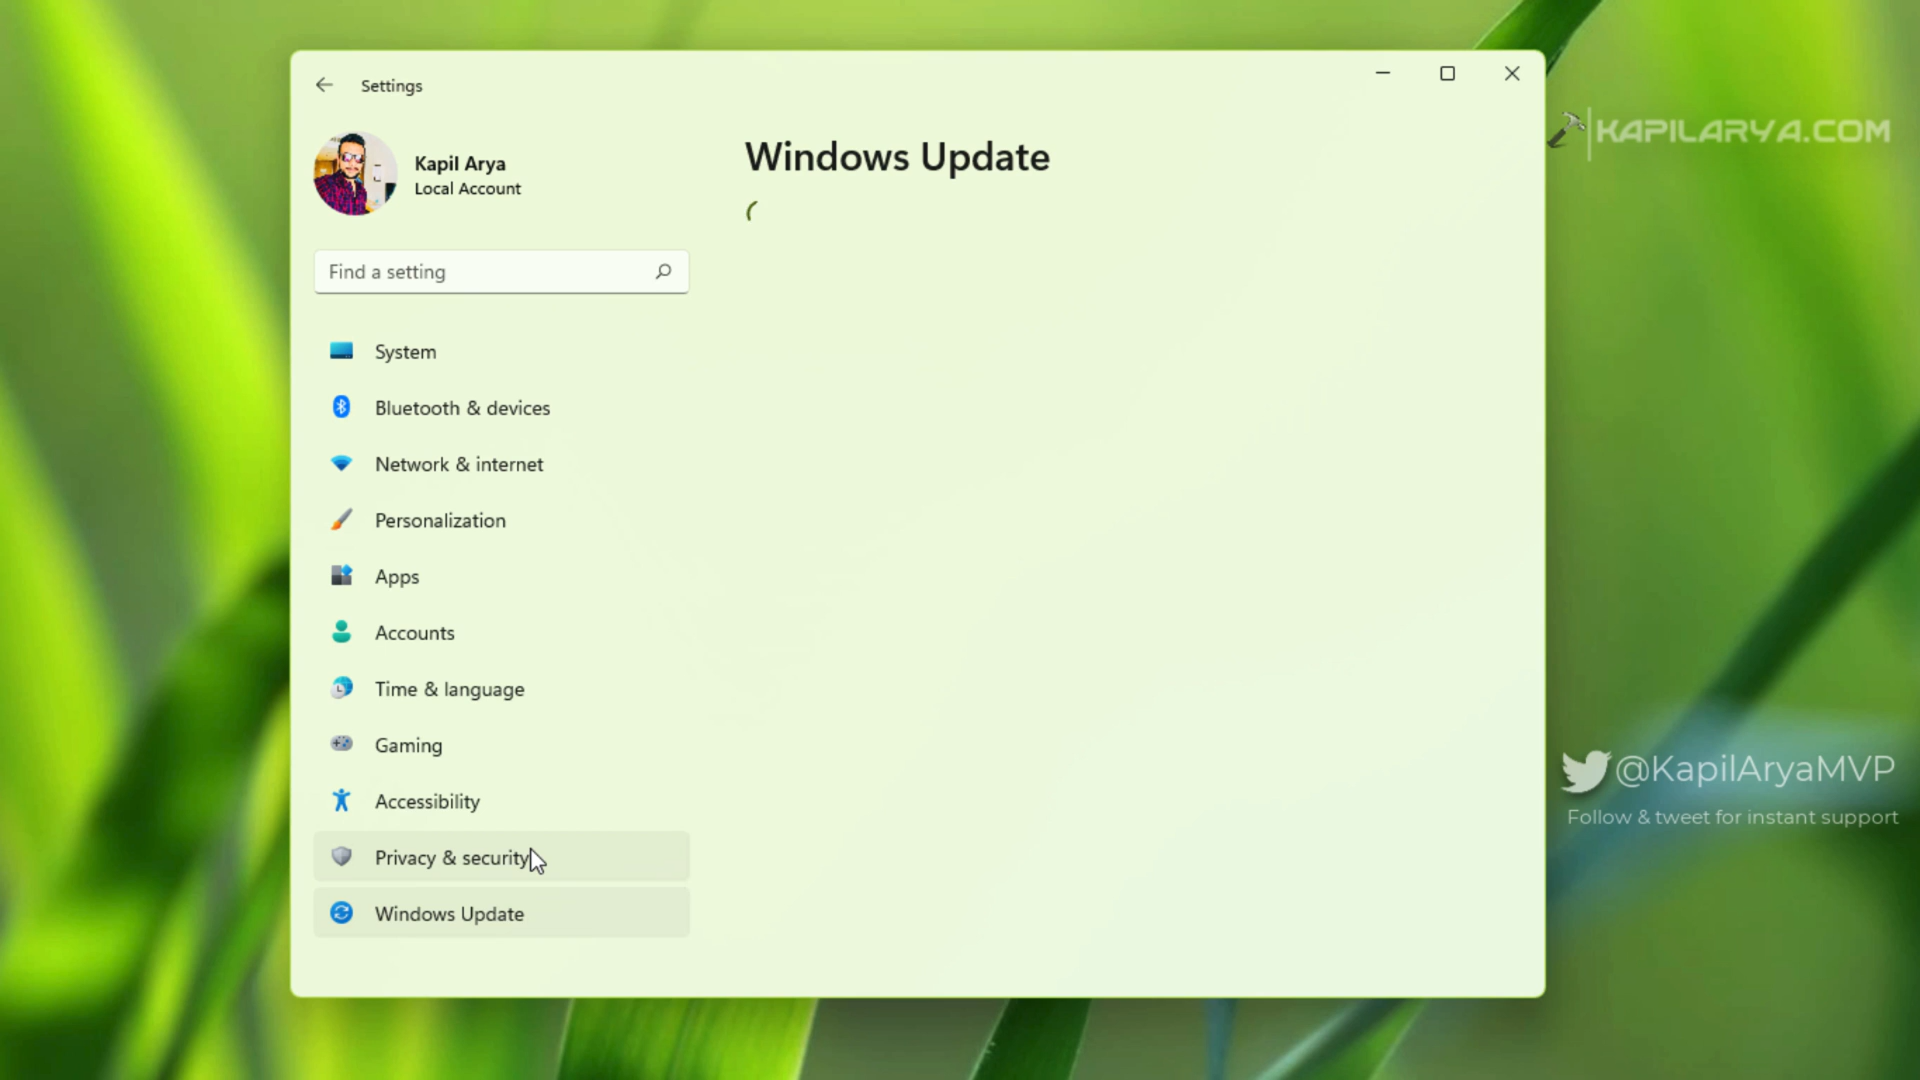 Settings
KAPILARYA.COM
Kapil Arya
Local Account
Windows Update
Find a setting
System
Bluetooth & devices
Network & internet
Personalization
Apps
Accounts
Time & language
Gaming
Accessibility
Privacy & security
Windows Update
@KapilAryaMVP
Follow & tweet for instant support